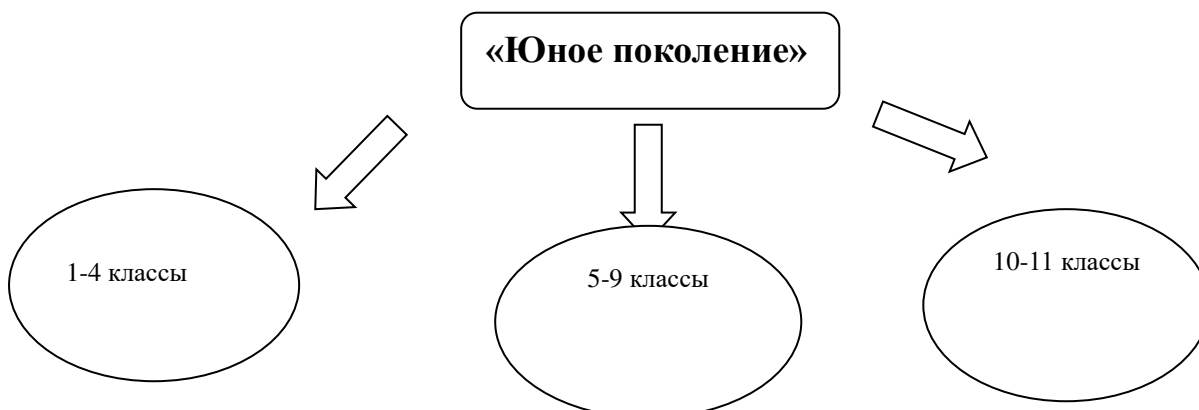 «Юное поколение»
1-4 классы
5-9 классы
10-11 классы